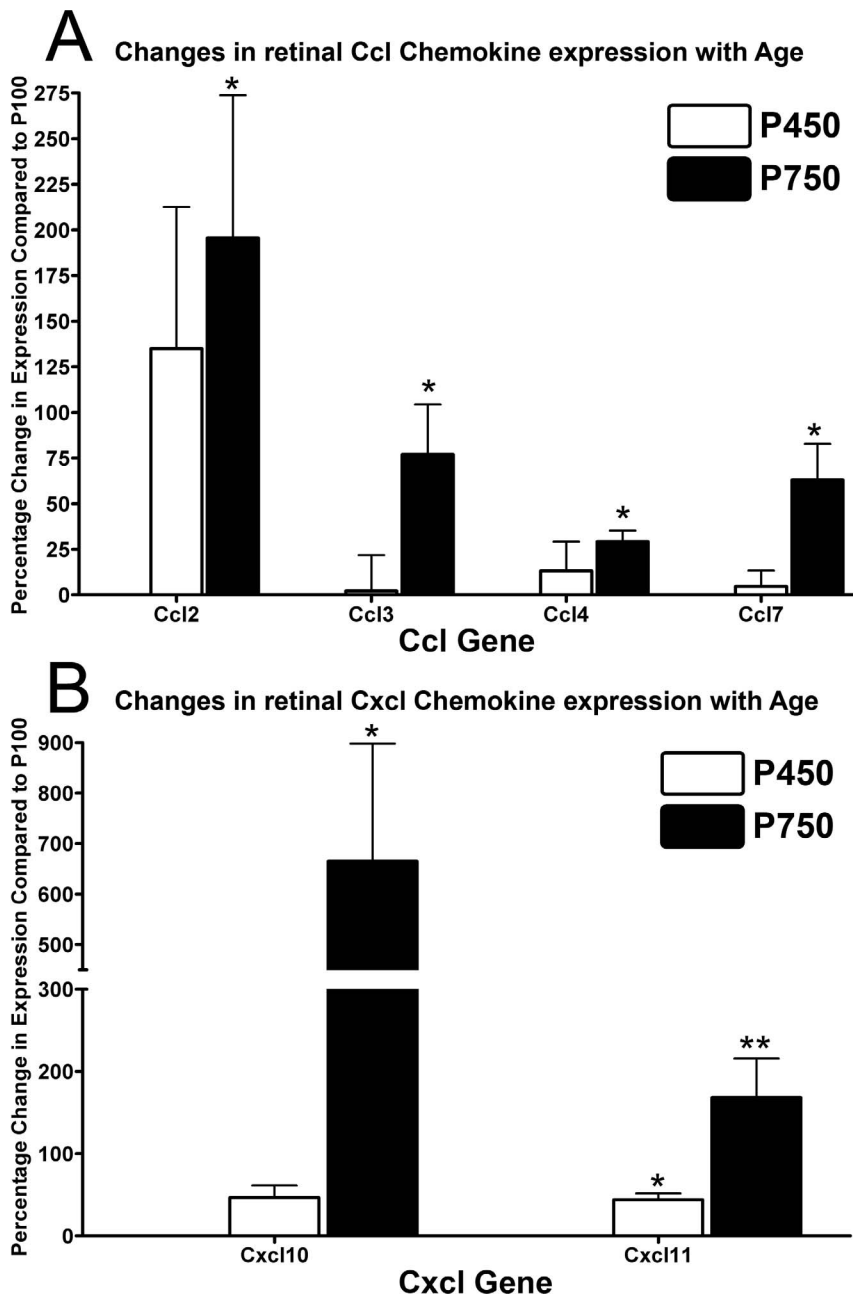 A Changes in retinal Ccl Chemokine expression with Age
Percentage Change in Expression Compared to P100
275
250
225
200
175
150
125
100
75
50
25
0
*
*
*
*
P450
P750
Ccl2 Ccl3 Ccl4 Ccl7
Ccl Gene
B Changes in retinal Cxcl Chemokine expression with Age
Percentage Change in Expression Compared to P100
900
800
700
600
500
300
200
100
0
*
*
**
P450
P750
Cxcl10 Cxcl11
Cxcl Gene